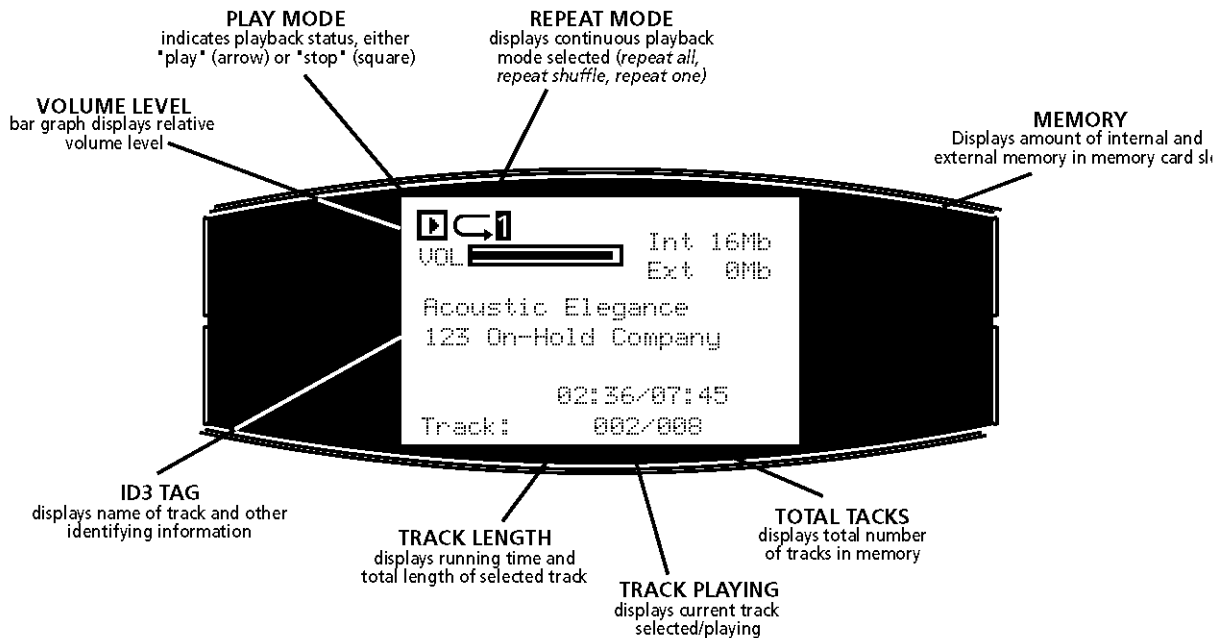 PLAY MODE
indicates playback status, either
"play" (arrow) or "stop" (square)
REPEAT MODE
displays continuous playback
mode selected (repeat all,
repeat shuffle, repeat one)
VOLUME LEVEL
bar graph displays relative
volume level
MEMORY
Displays amount of internal and
external memory in memory card
1
VOL
Int 16Mb
Ext 0Mb
Acoustic Elegance
123 On-Hold Company
02:36/07:45
Track: 002/008
ID3 TAG
displays name of track and other
identifying information
TRACK LENGTH
displays running time and
total length of selected track
TRACK PLAYING
displays current track
selected/playing
TOTAL TACKS
displays total number
of tracks in memory